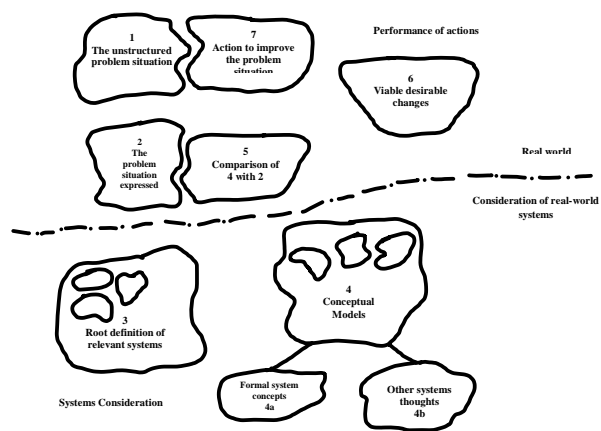 1
The unstructured
problem situation
7
Action to improve
the problem
situation
Performance of actions
6
Viable desirable
changes
2
The
problem
situation
expressed
5
Comparison of
4 with 2
Real world
Consideration of real-world
systems
3
Root definition of
relevant systems
4
Conceptual
Models
Systems Consideration
Formal system
concepts
4a
Other systems
thoughts
4b